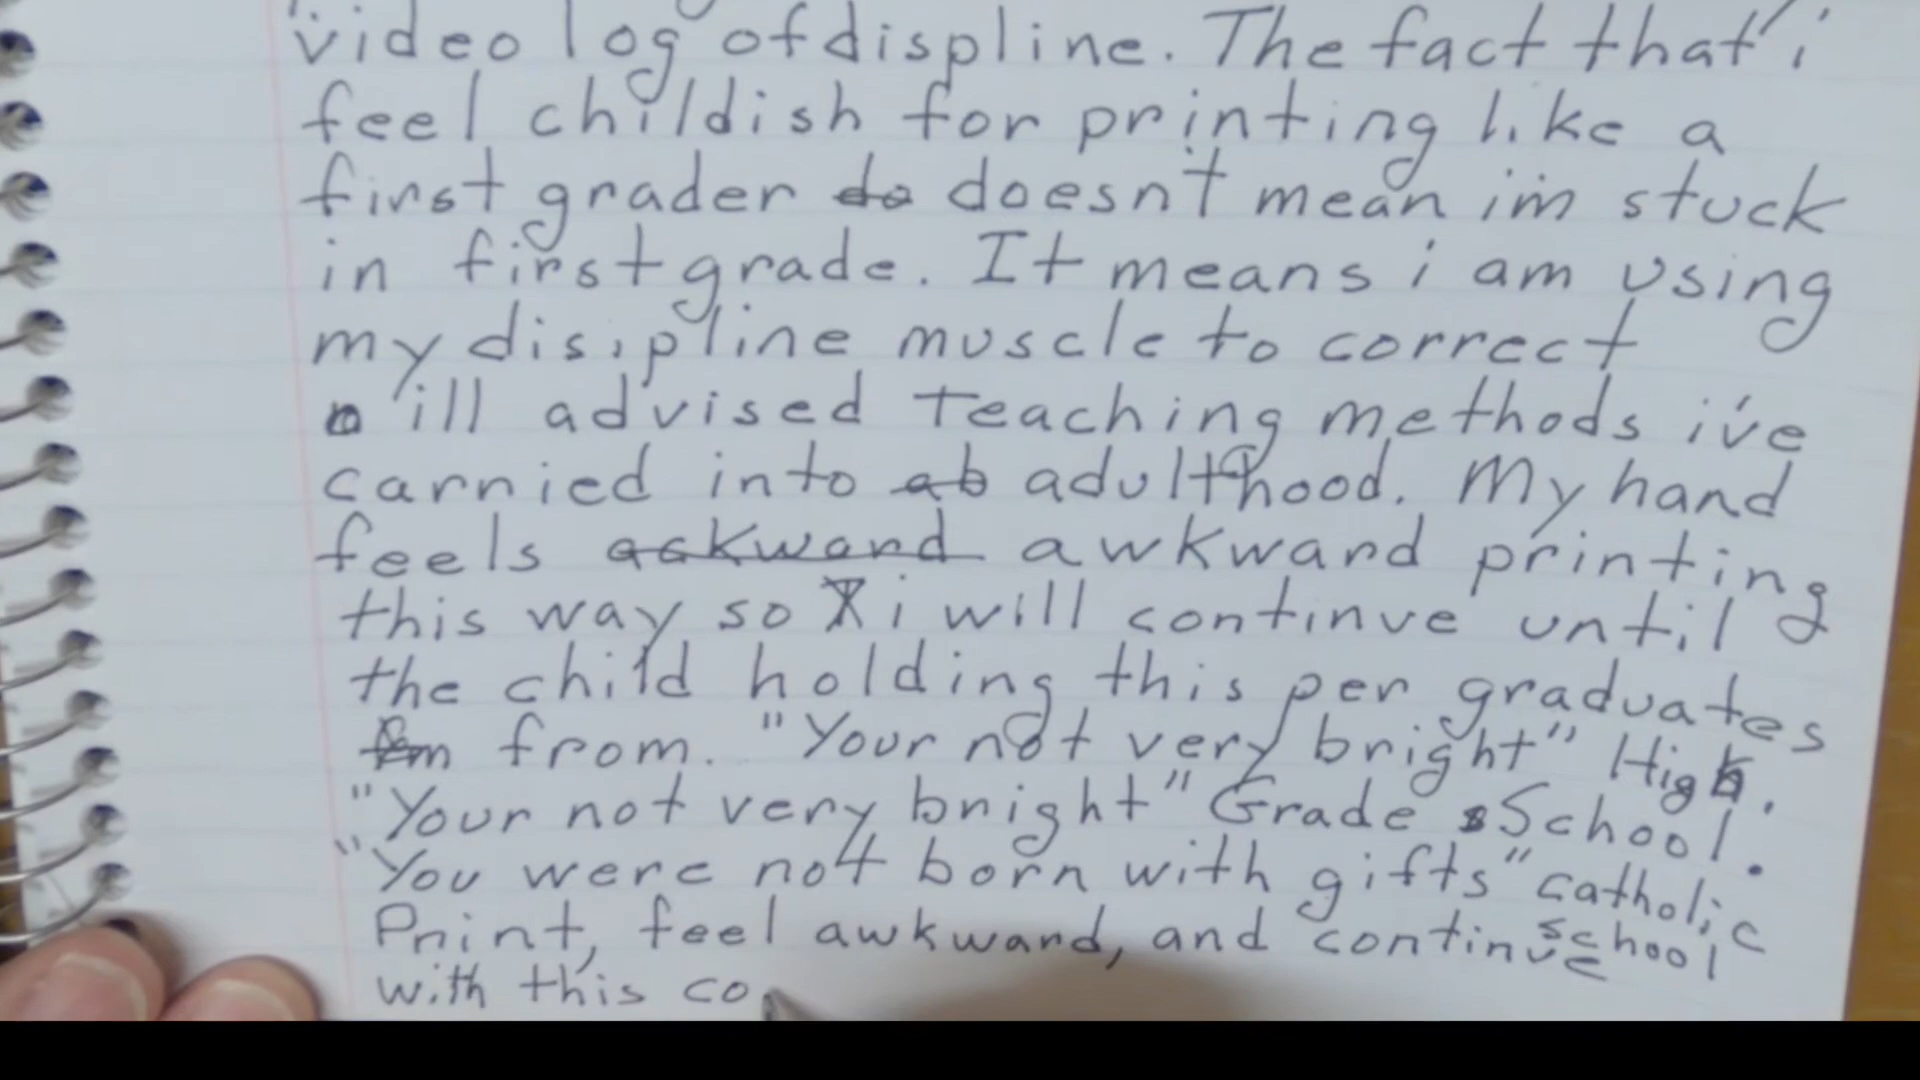 video log of displine. The fact that i
feel childish for printing like a
first grader do doesn't mean i'm stuck
in first grade. It means i am using
my disipline muscle to correct
ill advised teaching methods i've
carried into ab adulthood. My hand
feels ackward awkward printing
this way so I i will continue until
the child holding this pen graduates
fom from. "Your not very bright" High.
"Your not very bright" Grade School.
"You were not born with gifts" catholic school
Print, feel awkward, and continue
with this co